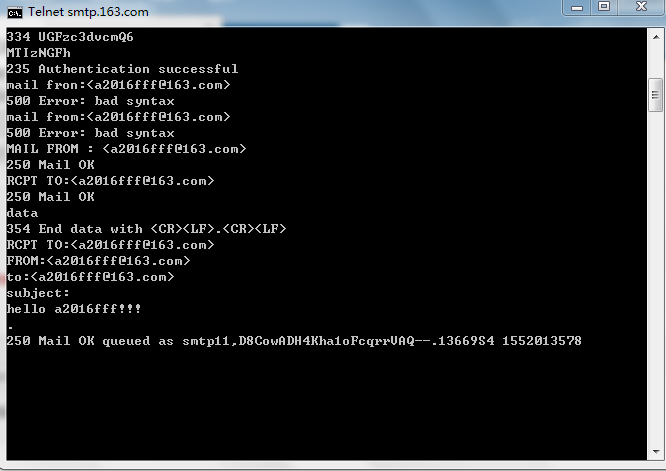 Telnet smtp.163.com
334 UGFzc3dvcmQ6
MTIzNGFh
235 Authentication successful
mail fron:<a2016fff@163.com>
500 Error: bad syntax
mail from:<a2016fff@163.com>
500 Error: bad syntax
MAIL FROM : <a2016fff@163.com>
250 Mail OK
RCPT TO:<a2016fff@163.com>
250 Mail OK
data
354 End data with <CR><LF>.<CR><LF>
RCPT TO:<a2016fff@163.com>
FROM:<a2016fff@163.com>
to:<a2016fff@163.com>
subject:
hello a2016fff!!!
.
250 Mail OK queued as smtp11,D8CowADH4Kha1oFcqrrVAQ--.13669S4 1552013578